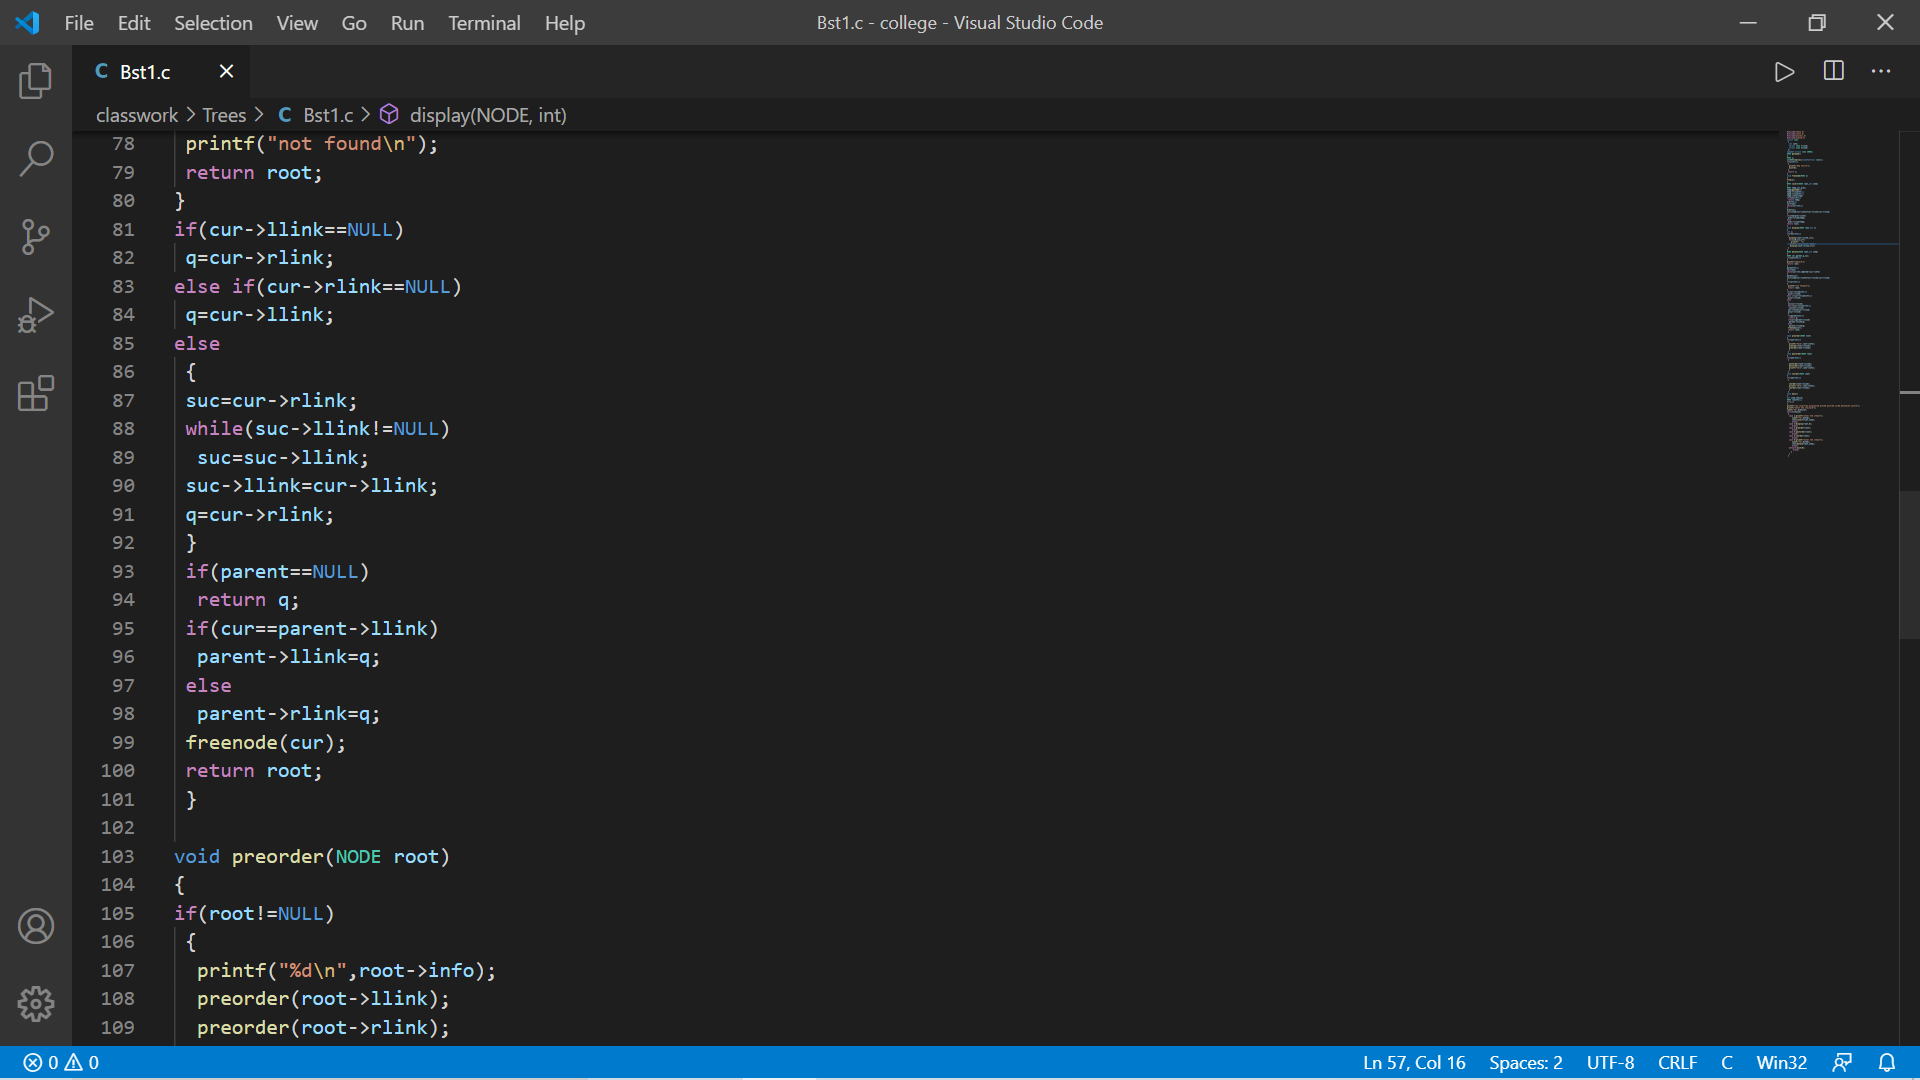 File Edit Selection View Go Run Terminal Help Bst1.c - college - Visual Studio Code
C Bst1.c
classwork > Trees > C Bst1.c > display(NODE, int)
78 printf("not found\n");
79 return root;
80 }
81 if(cur->llink==NULL)
82 q=cur->rlink;
83 else if(cur->rlink==NULL)
84 q=cur->llink;
85 else
86 {
87 suc=cur->rlink;
88 while(suc->llink!=NULL)
89 suc=suc->llink;
90 suc->llink=cur->llink;
91 q=cur->rlink;
92 }
93 if(parent==NULL)
94 return q;
95 if(cur==parent->llink)
96 parent->llink=q;
97 else
98 parent->rlink=q;
99 freenode(cur);
100 return root;
101 }
102
103 void preorder(NODE root)
104 {
105 if(root!=NULL)
106 {
107 printf("%d\n",root->info);
108 preorder(root->llink);
109 preorder(root->rlink);
0 0 Ln 57, Col 16 Spaces: 2 UTF-8 CRLF C Win32